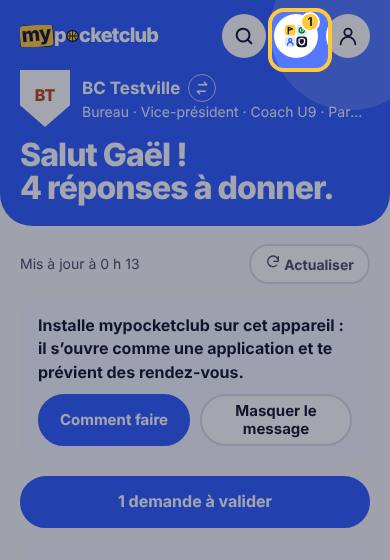 mypocketclub
1
BT
BC Testville
Bureau · Vice-président · Coach U9 · Par...
Salut Gaël !
4 réponses à donner.
Mis à jour à 0 h 13
Actualiser
Installe mypocketclub sur cet appareil :
il s’ouvre comme une application et te
prévient des rendez-vous.
Comment faire
Masquer le
message
1 demande à valider